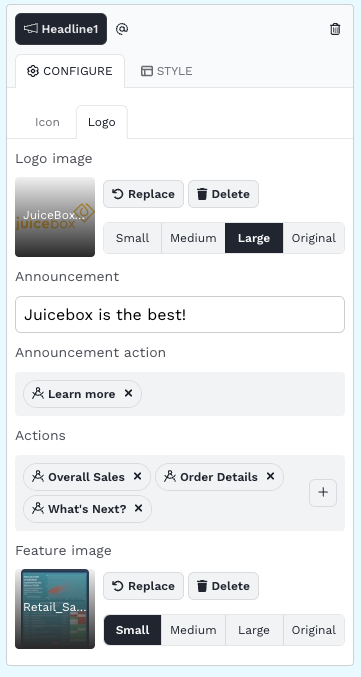 Headline1 @
CONFIGURE STYLE
Icon Logo
Logo image
JuiceBox...
juicebox
Replace Delete
Small Medium Large Original
Announcement
Juicebox is the best!
Announcement action
Learn more ×
Actions
Overall Sales × Order Details ×
What's Next? × +
Feature image
Retail_Sa...
Replace Delete
Small Medium Large Original